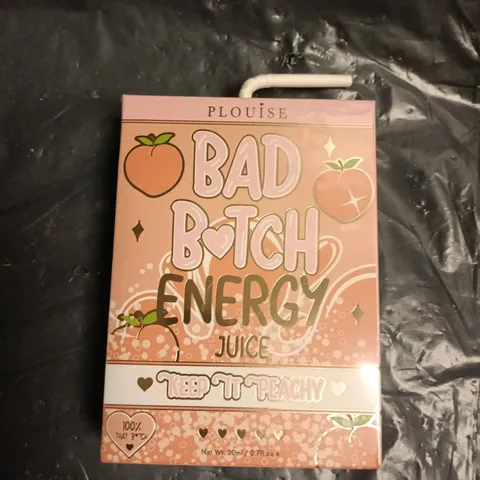 PLOUISE
BAD
B♥TCH
ENERGY
JUICE
KEEP IT PEACHY
100%
THAT B*TCH
Net Wt. 20ml / 0.7fl.oz e